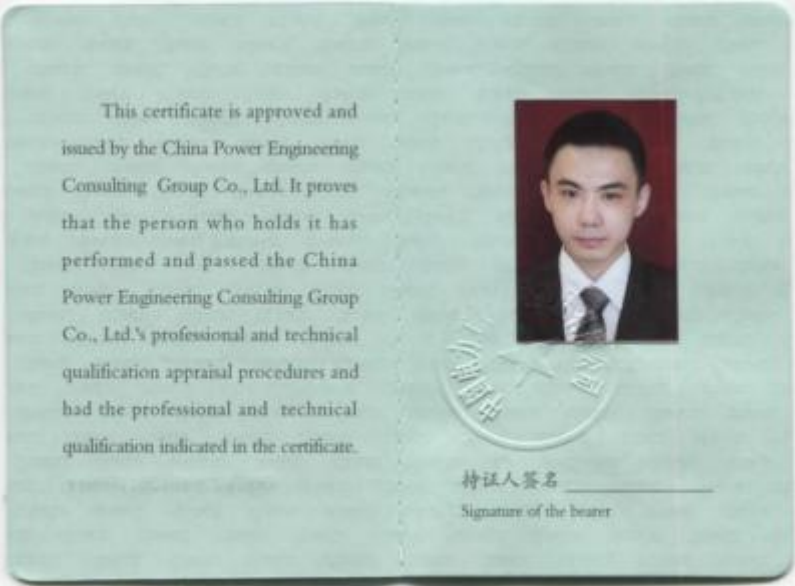 This certificate is approved and
issued by the China Power Engineering
Consulting Group Co., Ltd. It proves
that the person who holds it has
performed and passed the China
Power Engineering Consulting Group
Co., Ltd.'s professional and technical
qualification appraisal procedures and
had the professional and technical
qualification indicated in the certificate.
持证人签名
Signature of the bearer